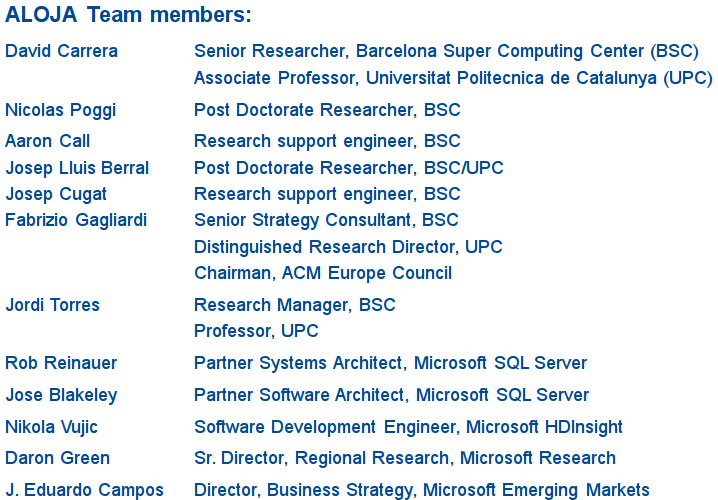 ALOJA Team members:
David Carrera Senior Researcher, Barcelona Super Computing Center (BSC)
Associate Professor, Universitat Politecnica de Catalunya (UPC)
Nicolas Poggi Post Doctorate Researcher, BSC
Aaron Call Research support engineer, BSC
Josep Lluis Berral Post Doctorate Researcher, BSC/UPC
Josep Cugat Research support engineer, BSC
Fabrizio Gagliardi Senior Strategy Consultant, BSC
Distinguished Research Director, UPC
Chairman, ACM Europe Council
Jordi Torres Research Manager, BSC
Professor, UPC
Rob Reinauer Partner Systems Architect, Microsoft SQL Server
Jose Blakeley Partner Software Architect, Microsoft SQL Server
Nikola Vujic Software Development Engineer, Microsoft HDInsight
Daron Green Sr. Director, Regional Research, Microsoft Research
J. Eduardo Campos Director, Business Strategy, Microsoft Emerging Markets